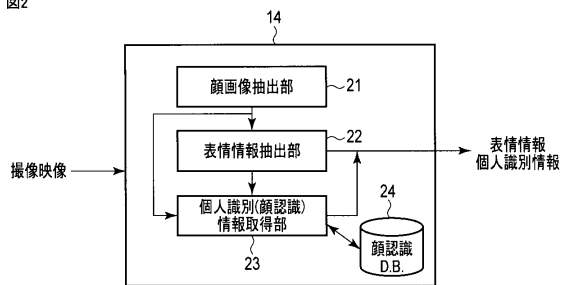 図2
14
顔画像抽出部
21
表情情報抽出部
22
撮像映像
表情情報
個人識別情報
個人識別(顔認識)
情報取得部
23
24
顔認識
D.B.